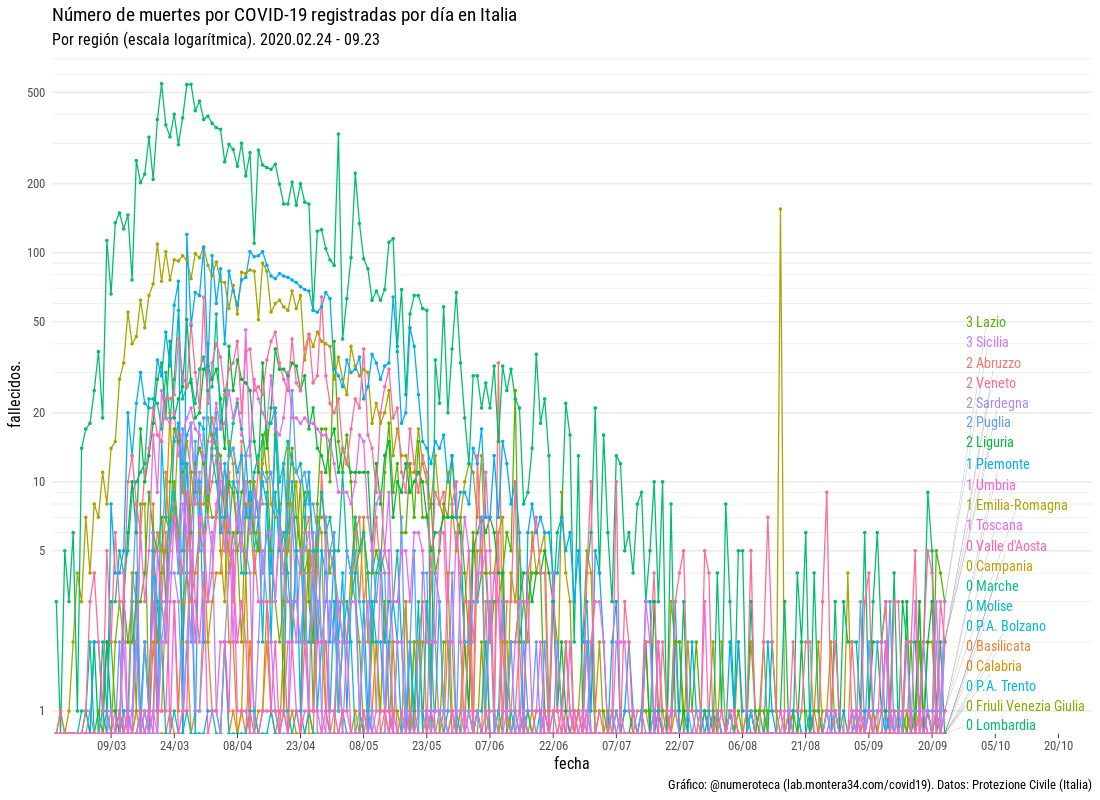 Número de muertes por COVID-19 registradas por día en Italia
Por región (escala logarítmica). 2020.02.24 - 09.23
fallecidos.
500
200
100
50
20
10
5
1
3 Lazio
3 Sicilia
2 Abruzzo
2 Veneto
2 Sardegna
2 Puglia
2 Liguria
1 Piemonte
1 Umbria
1 Emilia-Romagna
1 Toscana
0 Valle d'Aosta
0 Campania
0 Marche
0 Molise
0 P.A. Bolzano
0 Basilicata
0 Calabria
0 P.A. Trento
0 Friuli Venezia Giulia
0 Lombardia
09/03 24/03 08/04 23/04 08/05 23/05 07/06 22/06 07/07 22/07 06/08 21/08 05/09 20/09 05/10 20/10
fecha
Gráfico: @numeroteca (lab.montera34.com/covid19). Datos: Protezione Civile (Italia)